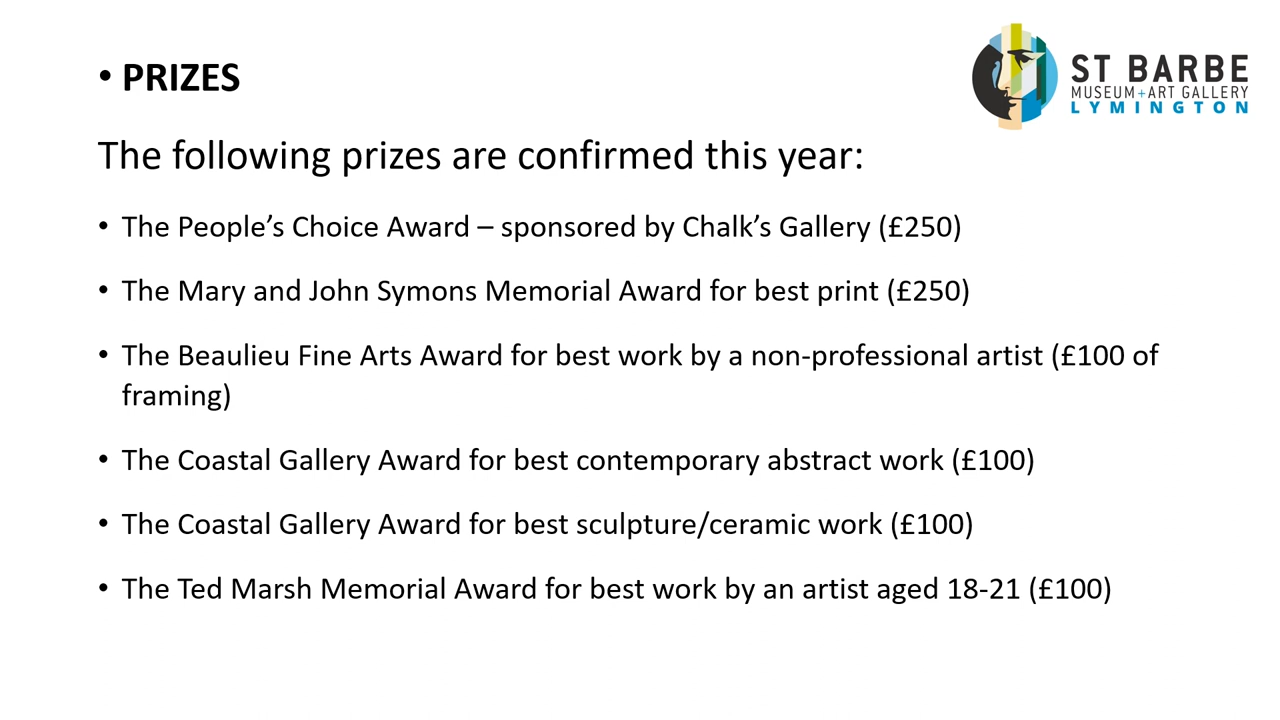 • PRIZES
ST BARBE
MUSEUM+ART GALLERY
LYMINGTON
The following prizes are confirmed this year:
• The People’s Choice Award – sponsored by Chalk’s Gallery (£250)
• The Mary and John Symons Memorial Award for best print (£250)
• The Beaulieu Fine Arts Award for best work by a non-professional artist (£100 of
framing)
• The Coastal Gallery Award for best contemporary abstract work (£100)
• The Coastal Gallery Award for best sculpture/ceramic work (£100)
• The Ted Marsh Memorial Award for best work by an artist aged 18-21 (£100)